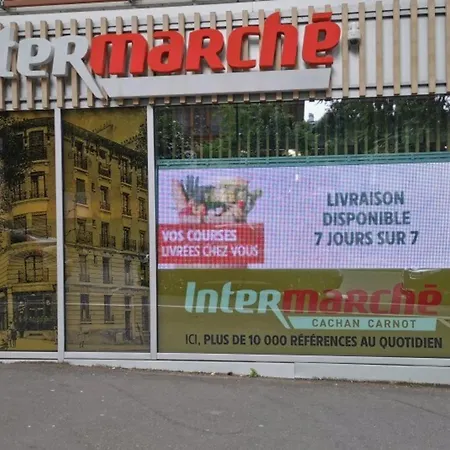 Intermarché
VOS COURSES
LIVRÉES CHEZ VOUS
LIVRAISON
DISPONIBLE
7 JOURS SUR 7
Intermarché
CACHAN CARNOT
ICI, PLUS DE 10 000 RÉFÉRENCES AU QUOTIDIEN